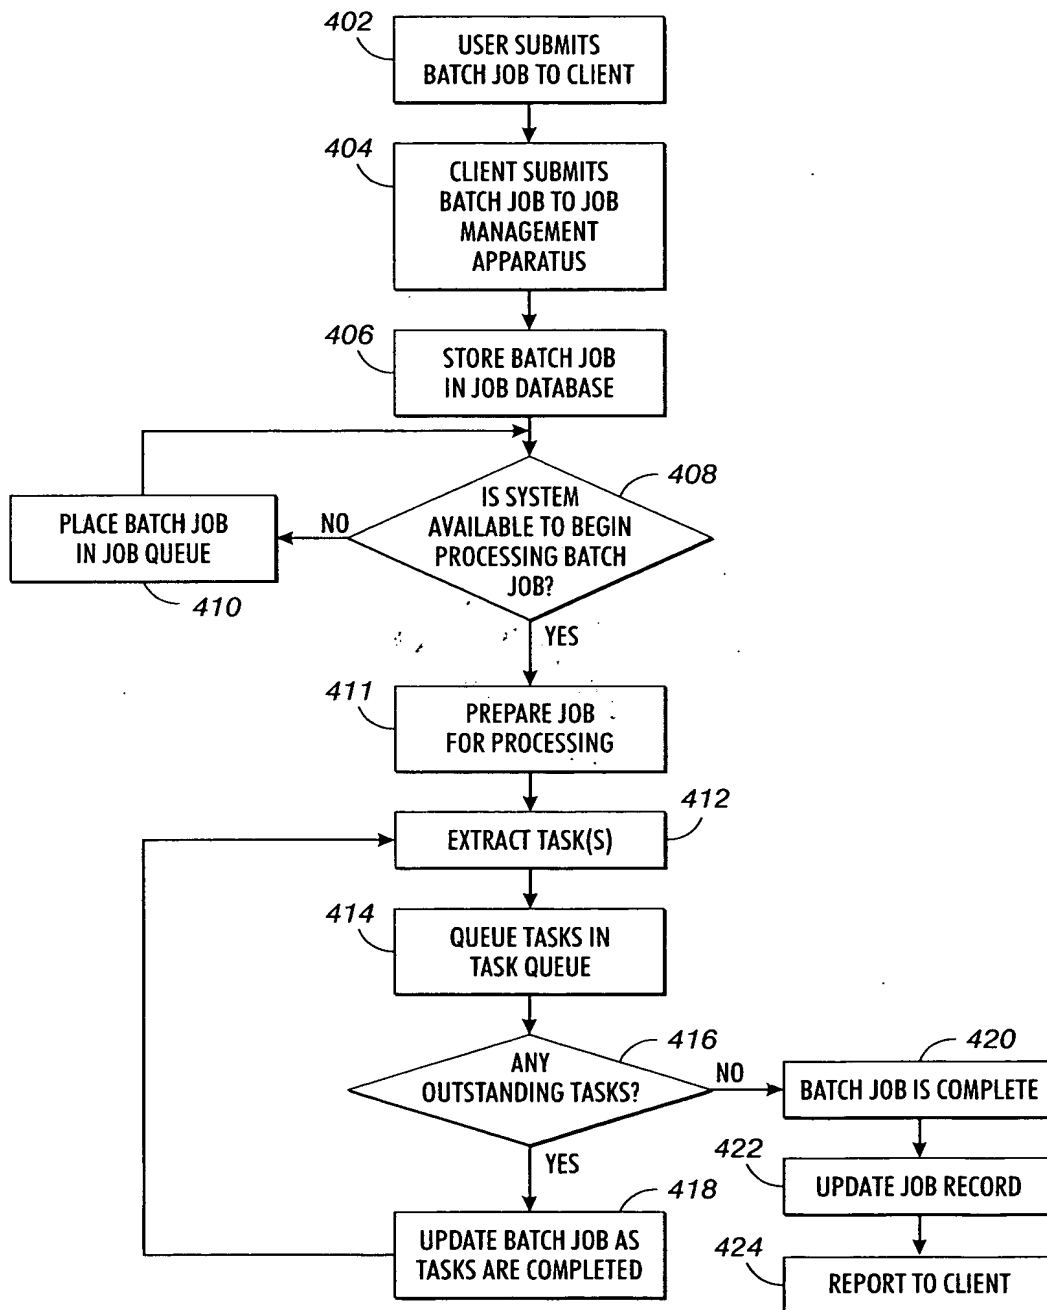 402
USER SUBMITS
BATCH JOB TO CLIENT
404
CLIENT SUBMITS
BATCH JOB TO JOB
MANAGEMENT
APPARATUS
406
STORE BATCH JOB
IN JOB DATABASE
408
IS SYSTEM
AVAILABLE TO BEGIN
PROCESSING BATCH
JOB?
NO
PLACE BATCH JOB
IN JOB QUEUE
410
YES
411
PREPARE JOB
FOR PROCESSING
412
EXTRACT TASK(S)
414
QUEUE TASKS IN
TASK QUEUE
416
ANY
OUTSTANDING TASKS?
NO
420
BATCH JOB IS COMPLETE
YES
422
UPDATE JOB RECORD
418
UPDATE BATCH JOB AS
TASKS ARE COMPLETED
424
REPORT TO CLIENT